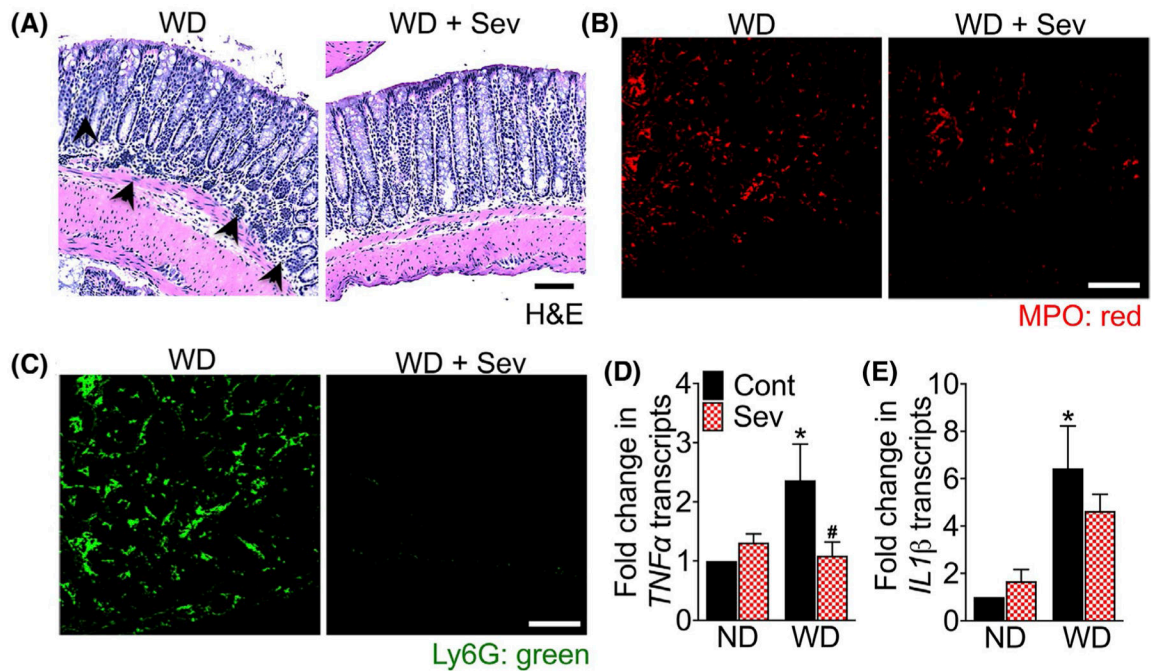 (A) WD WD + Sev
H&E
(B) WD WD + Sev
MPO: red
(C) WD WD + Sev
Ly6G: green
(D)
Fold change in
TNFα transcripts
4
3
2
1
0
Cont
Sev
*
#
ND WD
(E)
Fold change in
IL1β transcripts
10
8
6
4
2
0
*
ND WD